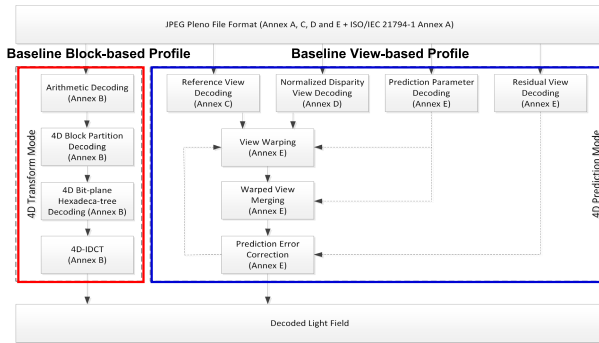 JPEG Pleno File Format (Annex A, C, D and E + ISO/IEC 21794-1 Annex A)
Baseline Block-based Profile
Baseline View-based Profile
4D Transform Mode
Arithmetic Decoding
(Annex B)
4D Block Partition
Decoding
(Annex B)
4D Bit-plane
Hexadeca-tree
Decoding (Annex B)
4D-IDCT
(Annex B)
Reference View
Decoding
(Annex C)
Normalized Disparity
View Decoding
(Annex D)
Prediction Parameter
Decoding
(Annex E)
Residual View
Decoding
(Annex E)
View Warping
(Annex E)
Warped View
Merging
(Annex E)
Prediction Error
Correction
(Annex E)
4D Prediction Mode
Decoded Light Field